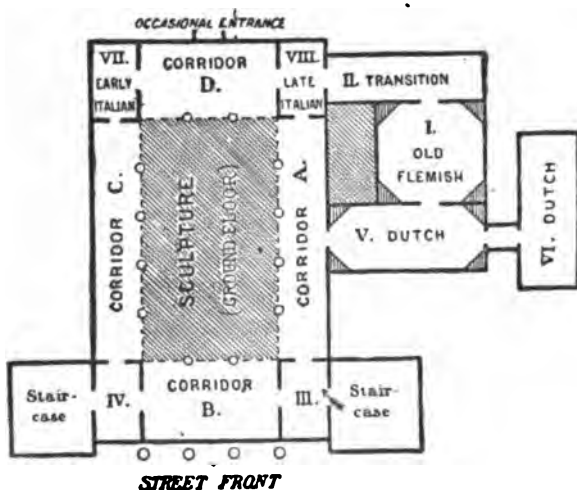 OCCASIONAL ENTRANCE
VII.
EARLY
ITALIAN
CORRIDOR
D.
VIII.
LATE
ITALIAN
II. TRANSITION
I.
OLD
FLEMISH
CORRIDOR C.
SCULPTURE
(GROUND FLOOR)
CORRIDOR A.
V. DUTCH
VI. DUTCH
Stair-
case
IV.
CORRIDOR
B.
III.
Stair-
case
STREET FRONT